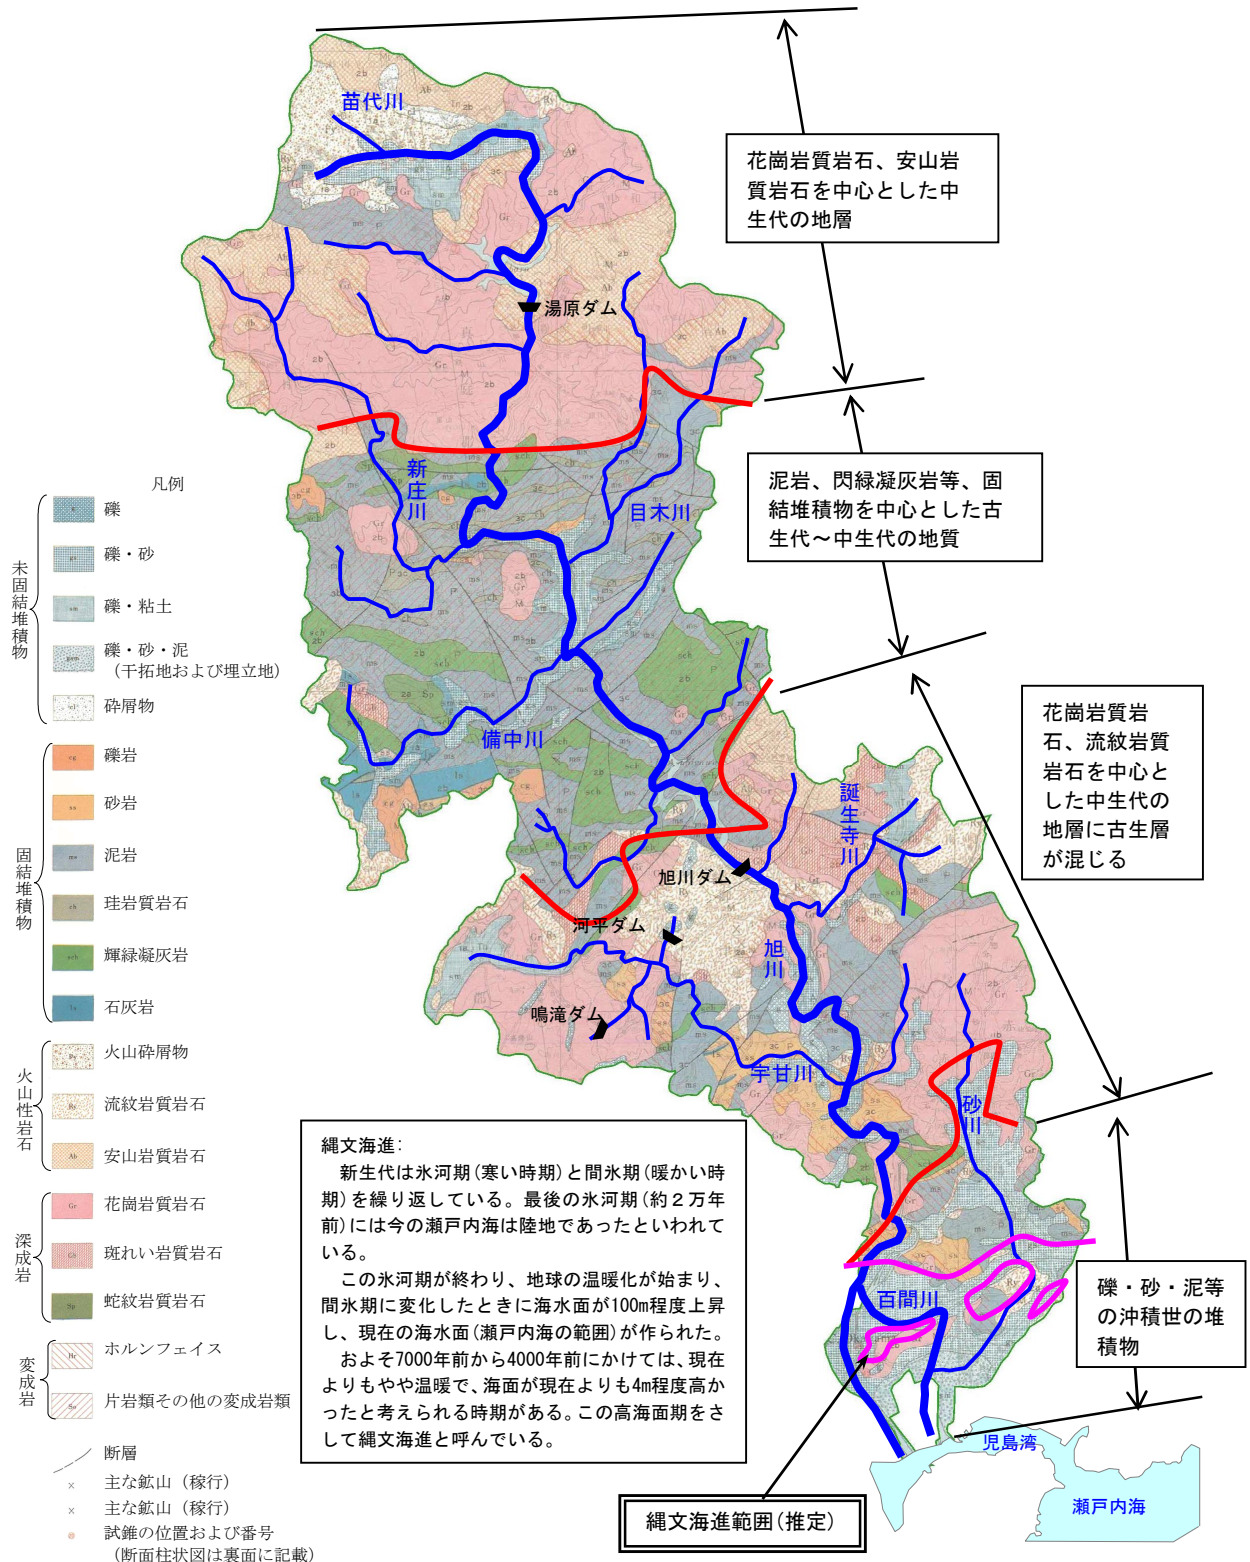 苗代川
花崗岩質岩石、安山岩
質岩石を中心とした中
生代の地層
湯原ダム
泥岩、閃緑凝灰岩等、固
結堆積物を中心とした古
生代～中生代の地質
新庄川
目木川
備中川
花崗岩質岩
石、流紋岩質
岩石を中心と
した中生代の
地層に古生層
が混じる
誕生寺川
旭川ダム
河平ダム
旭川
鳴滝ダム
宇甘川
砂川
百間川
礫・砂・泥等
の沖積世の堆
積物
児島湾
瀬戸内海
縄文海進範囲(推定)
縄文海進:
新生代は氷河期(寒い時期)と間氷期(暖かい時
期)を繰り返している。最後の氷河期(約２万年
前)には今の瀬戸内海は陸地であったといわれて
いる。
この氷河期が終わり、地球の温暖化が始まり、
間氷期に変化したときに海水面が100m程度上昇
し、現在の海水面(瀬戸内海の範囲)が作られた。
およそ7000年前から4000年前にかけては、現在
よりもやや温暖で、海面が現在よりも4m程度高か
ったと考えられる時期がある。この高海面期をさ
して縄文海進と呼んでいる。
凡例
未固結堆積物
礫
礫・砂
礫・粘土
礫・砂・泥
(干拓地および埋立地)
砕屑物
固結堆積物
礫岩
砂岩
泥岩
珪岩質岩石
輝緑凝灰岩
石灰岩
火山性岩石
火山砕屑物
流紋岩質岩石
安山岩質岩石
深成岩
花崗岩質岩石
斑れい岩質岩石
蛇紋岩質岩石
変成岩
ホルンフェイス
片岩類その他の変成岩類
断層
主な鉱山（稼行）
主な鉱山（稼行）
試錐の位置および番号
(断面柱状図は裏面に記載)